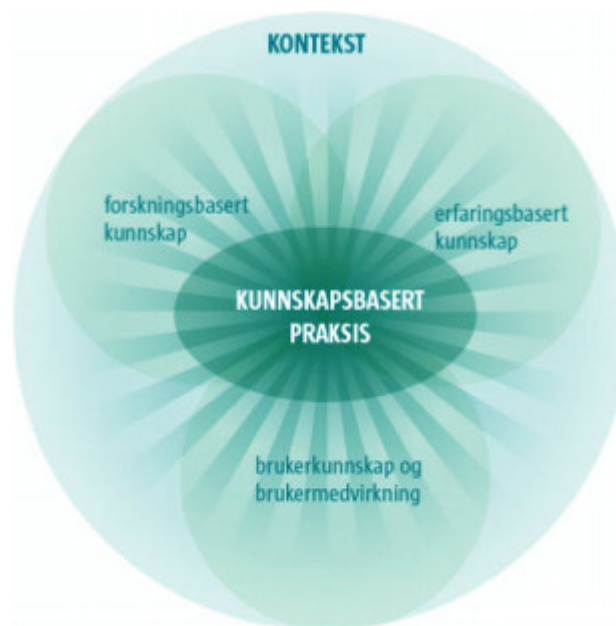 KONTEKST
forskningsbasert
kunnskap
erfaringsbasert
kunnskap
KUNNSKAPSBASERT
PRAKSIS
brukerkunnskap og
brukermedvirkning